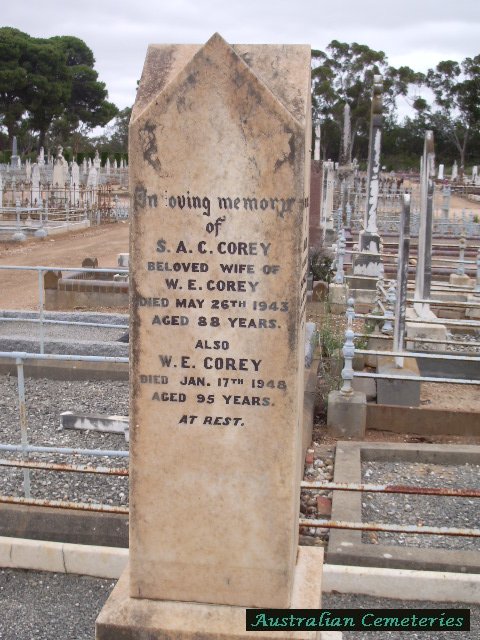 In loving memory
of
S. A. C. COREY
BELOVED WIFE OF
W. E. COREY
DIED MAY 26TH 1943
AGED 88 YEARS.
ALSO
W. E. COREY
DIED JAN. 17TH 1948
AGED 95 YEARS.
AT REST.
Australian Cemeteries